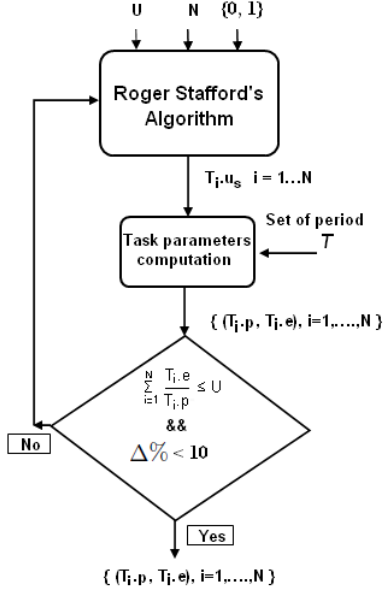 U N {0, 1}
Roger Stafford's
Algorithm
Tᵢ.uₛ i = 1...N
Set of period
T
Task parameters
computation
{ (Tᵢ.p, Tᵢ.e), i=1,....,N }
N
∑ Tᵢ.e / Tᵢ.p ≤ U
i=1
&&
Δ% < 10
No
Yes
{ (Tᵢ.p, Tᵢ.e), i=1,....,N }